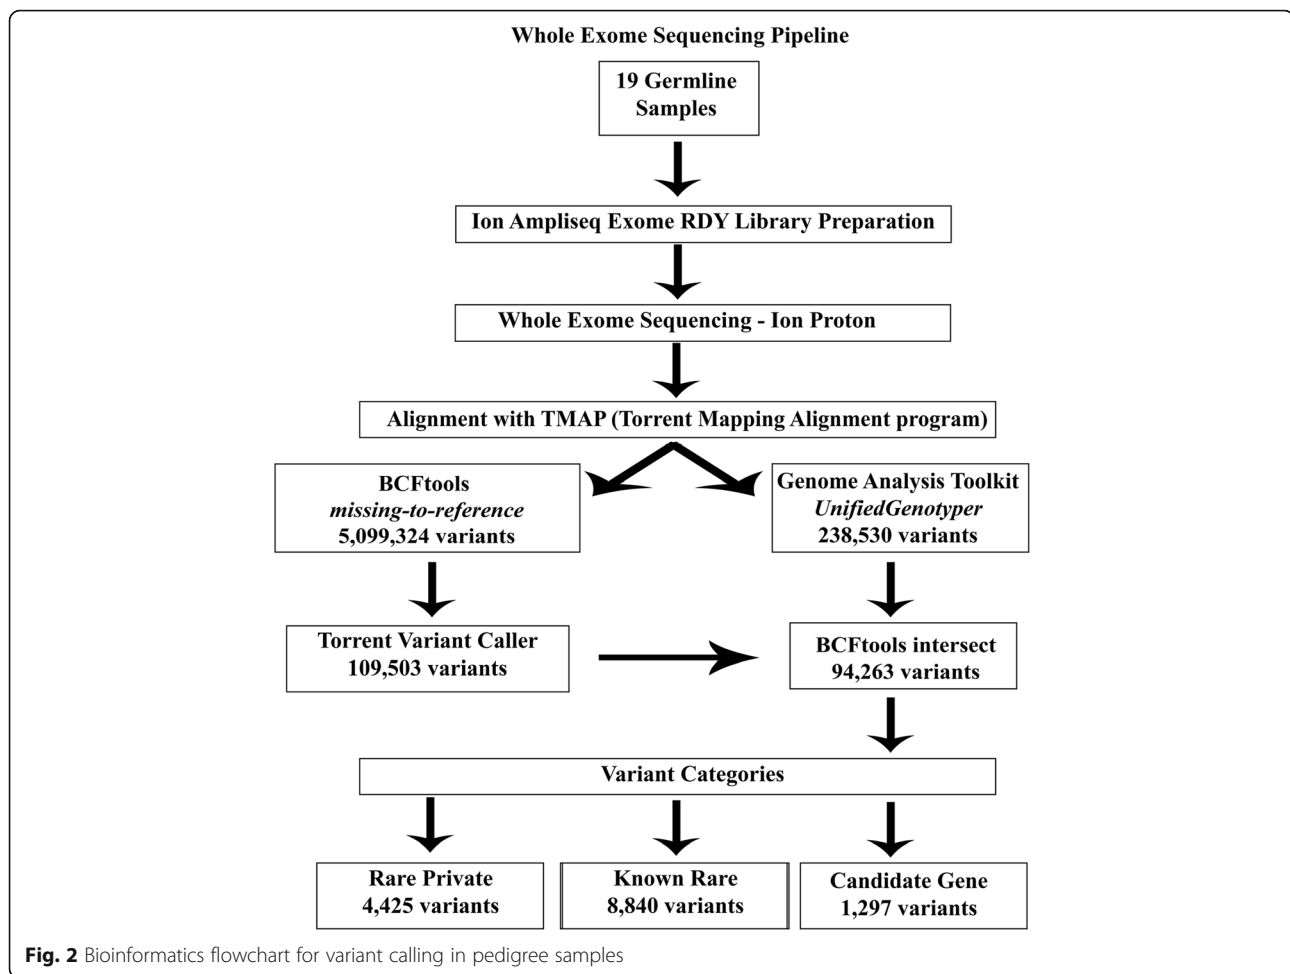 Whole Exome Sequencing Pipeline
19 Germline
Samples
Ion Ampliseq Exome RDY Library Preparation
Whole Exome Sequencing - Ion Proton
Alignment with TMAP (Torrent Mapping Alignment program)
BCFtools
missing-to-reference
5,099,324 variants
Genome Analysis Toolkit
UnifiedGenotyper
238,530 variants
Torrent Variant Caller
109,503 variants
BCFtools intersect
94,263 variants
Variant Categories
Rare Private
4,425 variants
Known Rare
8,840 variants
Candidate Gene
1,297 variants
Fig. 2 Bioinformatics flowchart for variant calling in pedigree samples